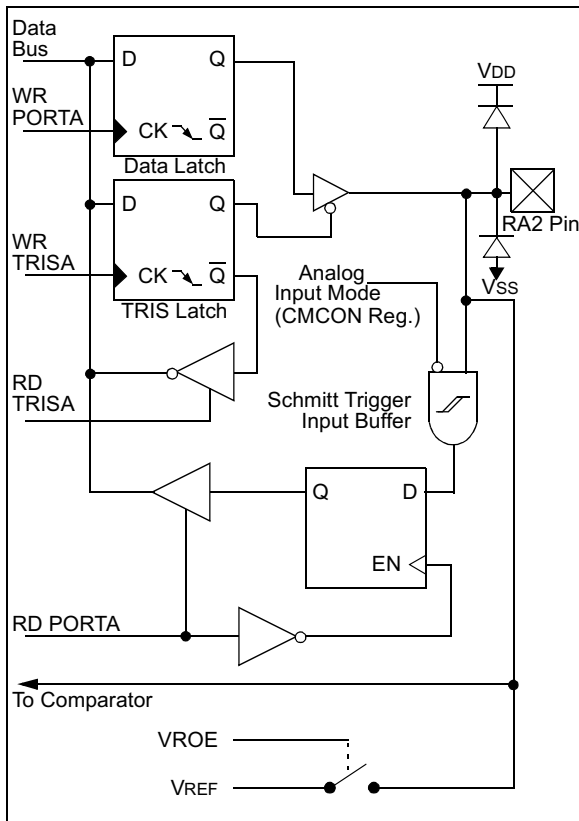 Data
Bus
D Q
VDD
WR
PORTA
CK Q
Data Latch
D Q
RA2 Pin
WR
TRISA
CK Q
TRIS Latch
Analog
Input Mode
(CMCON Reg.)
VSS
RD
TRISA
Schmitt Trigger
Input Buffer
Q D
EN
RD PORTA
To Comparator
VROE
VREF